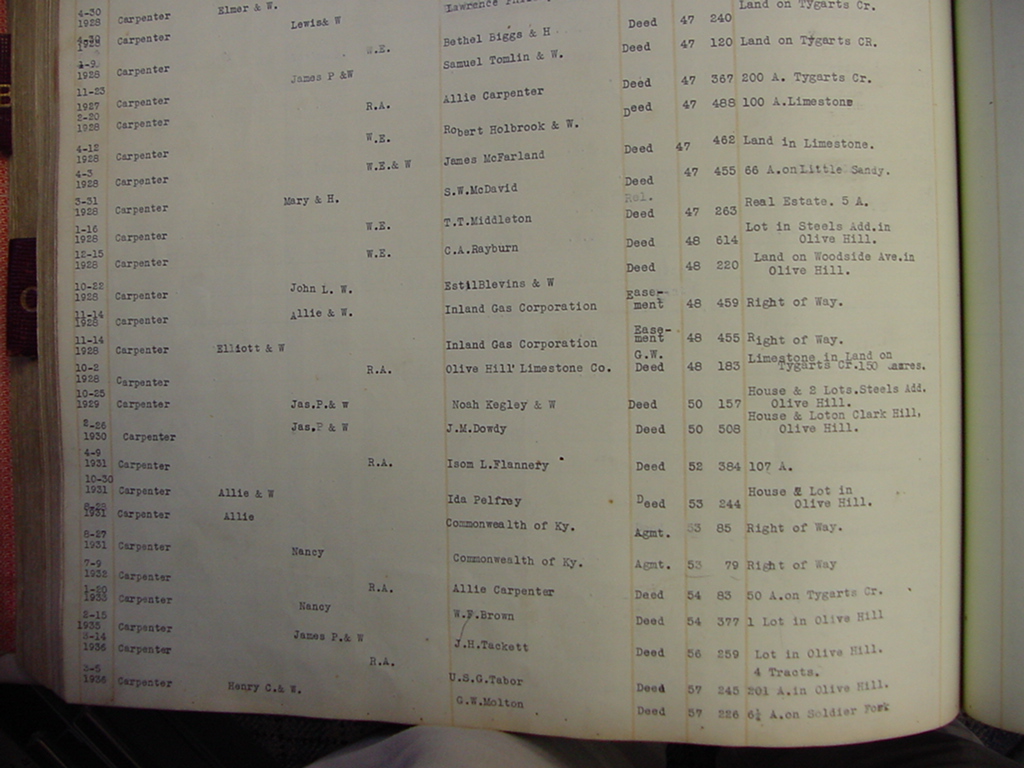 4-30
1928 Carpenter Elmer & W. Deed 47 240 Land on Tygarts Cr.
1928 Carpenter Lewis& W Bethel Biggs & H Deed 47 120 Land on Tygarts CR.
1-9
1928 Carpenter W.E. Samuel Tomlin & W.
11-23
1927 Carpenter James P &W Allie Carpenter Deed 47 367 200 A. Tygarts Cr.
2-20
1928 Carpenter R.A. Robert Holbrook & W. Deed 47 488 100 A.Limestone
4-12
1928 Carpenter W.E. James McFarland Deed 47 462 Land in Limestone.
4-3
1928 Carpenter W.E.& W S.W.McDavid Deed 47 455 66 A.onLittle Sandy.
3-31
1928 Carpenter Mary & H. T.T.Middleton Rel.
Deed 47 263 Real Estate. 5 A.
1-16
1928 Carpenter W.E. C.A.Rayburn Deed 48 614 Lot in Steels Add.in
Olive Hill.
12-15
1928 Carpenter W.E. Deed 48 220 Land on Woodside Ave.in
Olive Hill.
10-22
1928 Carpenter John L. W. EstilBlevins & W Ease-
ment 48 459 Right of Way.
11-14
1928 Carpenter Allie & W. Inland Gas Corporation
11-14
1928 Carpenter Elliott & W Inland Gas Corporation Ease-
ment 48 455 Right of Way.
10-2
1928 Carpenter R.A. Olive Hill Limestone Co. G.W.
Deed 48 183 Limestone in Land on
Tygarts Cr.150 acres.
10-25
1929 Carpenter Jas.P.& W Noah Kegley & W Deed 50 157 House & 2 Lots.Steels Add.
Olive Hill.
2-26
1930 Carpenter Jas.P & W J.M.Dowdy Deed 50 508 House & Loton Clark Hill,
Olive Hill.
4-9
1931 Carpenter R.A. Isom L.Flannery Deed 52 384 107 A.
10-30
1931 Carpenter Allie & W Ida Pelfrey Deed 53 244 House & Lot in
Olive Hill.
1931 Carpenter Allie Commonwealth of Ky. Agmt. 53 85 Right of Way.
8-27
1931 Carpenter Nancy Commonwealth of Ky. Agmt. 53 79 Right of Way
7-9
1932 Carpenter R.A. Allie Carpenter Deed 54 83 50 A.on Tygarts Cr.
1-20
1933 Carpenter Nancy W.F.Brown Deed 54 377 1 Lot in Olive Hill
2-15
1935 Carpenter James P.& W J.H.Tackett Deed 56 259 Lot in Olive Hill.
3-14
1936 Carpenter R.A. U.S.G.Tabor Deed 57 245 4 Tracts.
201 A.in Olive Hill.
3-5
1936 Carpenter Henry C.& W. G.W.Molton Deed 57 226 6½ A.on Soldier Fork